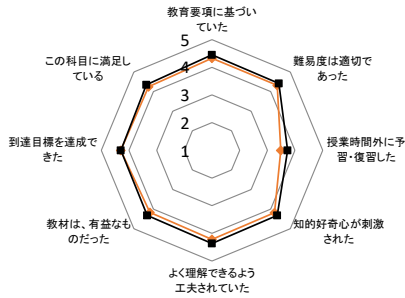 教育要項に基づい
ていた
難易度は適切で
あった
授業時間外に予
習・復習した
知的好奇心が刺激
された
よく理解できるよう
工夫されていた
教材は、有益なも
のだった
到達目標を達成で
きた
この科目に満足し
ている
5
4
3
2
1